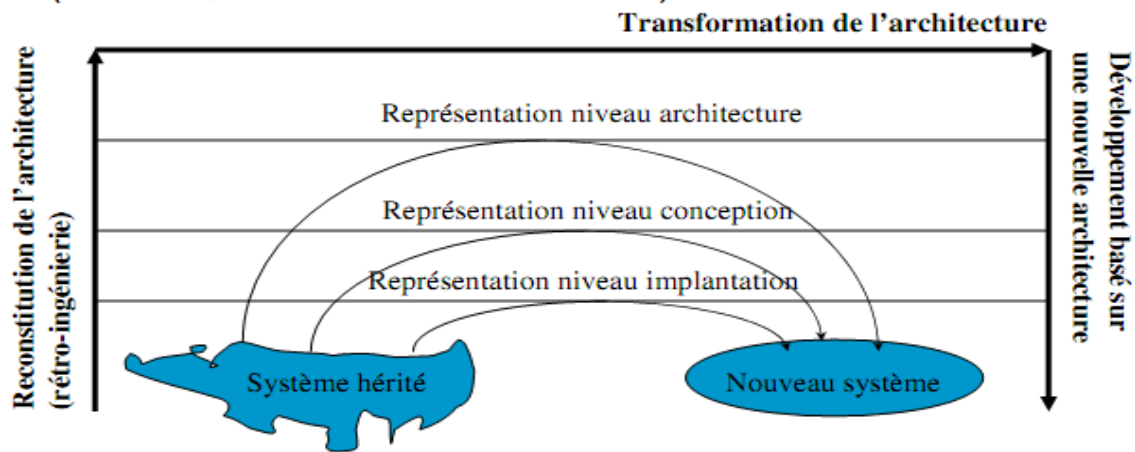 Transformation de l'architecture
Reconstitution de l'architecture
(rétro-ingénierie)
Représentation niveau architecture
Représentation niveau conception
Représentation niveau implantation
Système hérité
Nouveau système
Développement basé sur
une nouvelle architecture